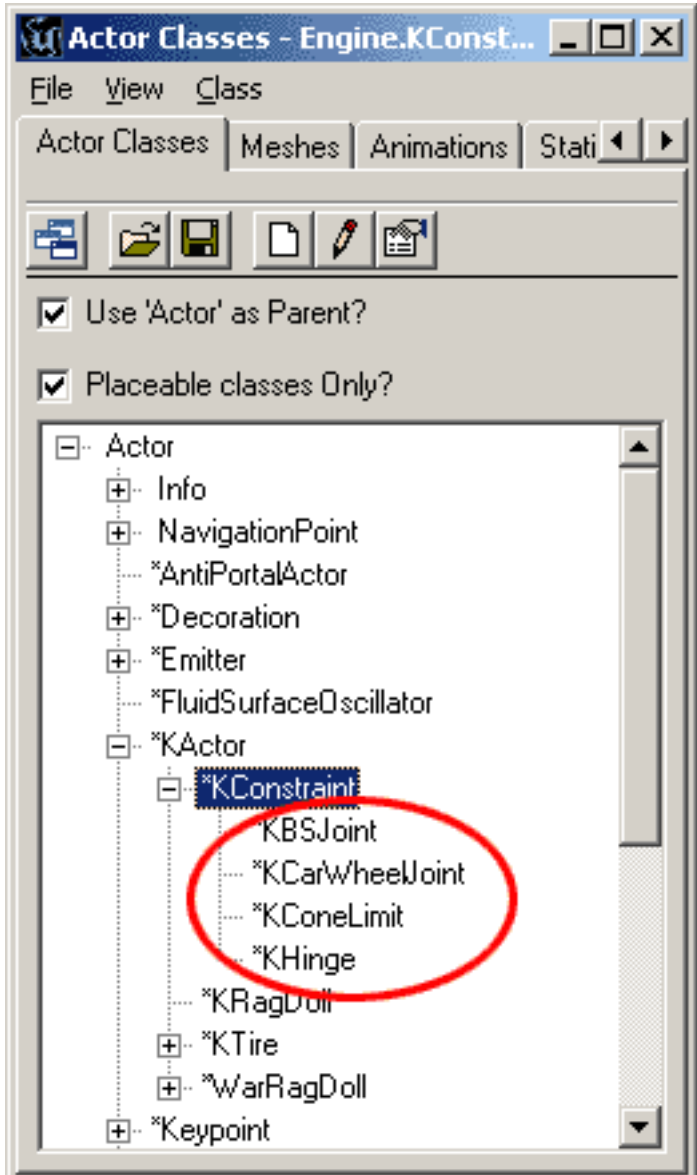 Actor Classes - Engine.KConst...
File View Class
Actor Classes Meshes Animations Stati
Use 'Actor' as Parent?
Placeable classes Only?
Actor
Info
NavigationPoint
*AntiPortalActor
*Decoration
*Emitter
*FluidSurfaceOscillator
*KActor
*KConstraint
*KBSJoint
*KCarWheelJoint
*KConeLimit
*KHinge
*KRagDoll
*KTire
*WarRagDoll
*Keypoint